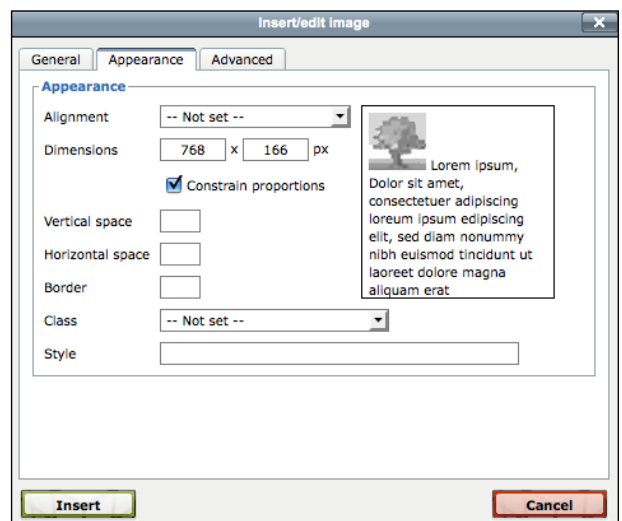 Insert/edit image
General Appearance Advanced
Appearance
Alignment -- Not set --
Dimensions 768 x 166 px
Constrain proportions
Vertical space
Horizontal space
Border
Class -- Not set --
Style
Lorem ipsum,
Dolor sit amet,
consectetuer adipiscing
loreum ipsum edipiscing
elit, sed diam nonummy
nibh euismod tincidunt ut
laoreet dolore magna
aliquam erat
Insert Cancel